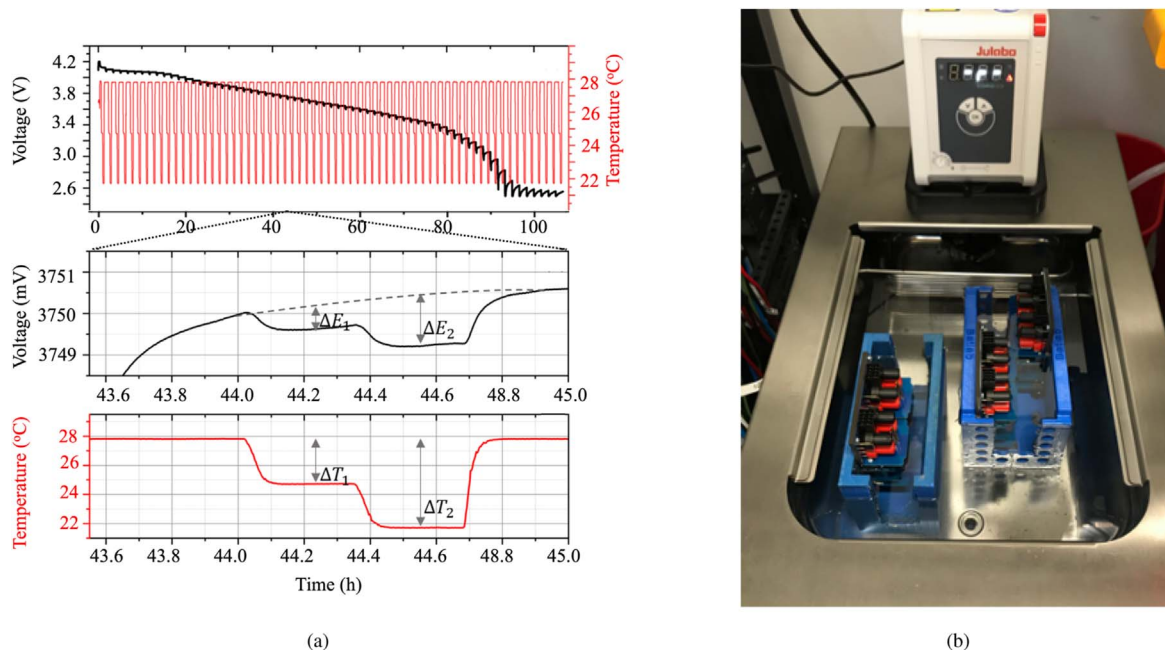 4.2
3.8
3.4
3.0
2.6
Voltage (V)
28
26
24
22
Temperature (ºC)
0 20 40 60 80 100
3751
3750
3749
Voltage (mV)
ΔE1
ΔE2
43.6 43.8 44.0 44.2 44.4 44.6 48.8 45.0
28
26
24
22
Temperature (ºC)
ΔT1
ΔT2
43.6 43.8 44.0 44.2 44.4 44.6 48.8 45.0
Time (h)
(a)
Julabo
(b)